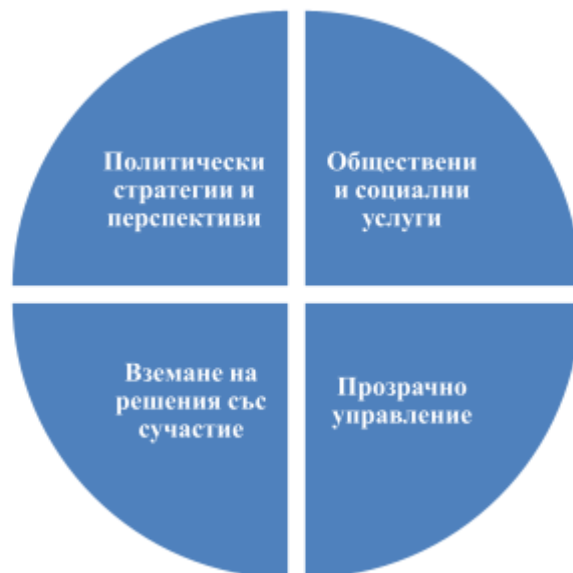 Политически
стратегии и
перспективи
Обществени
и социални
услуги
Вземане на
решения със
сучастие
Прозрачно
управление